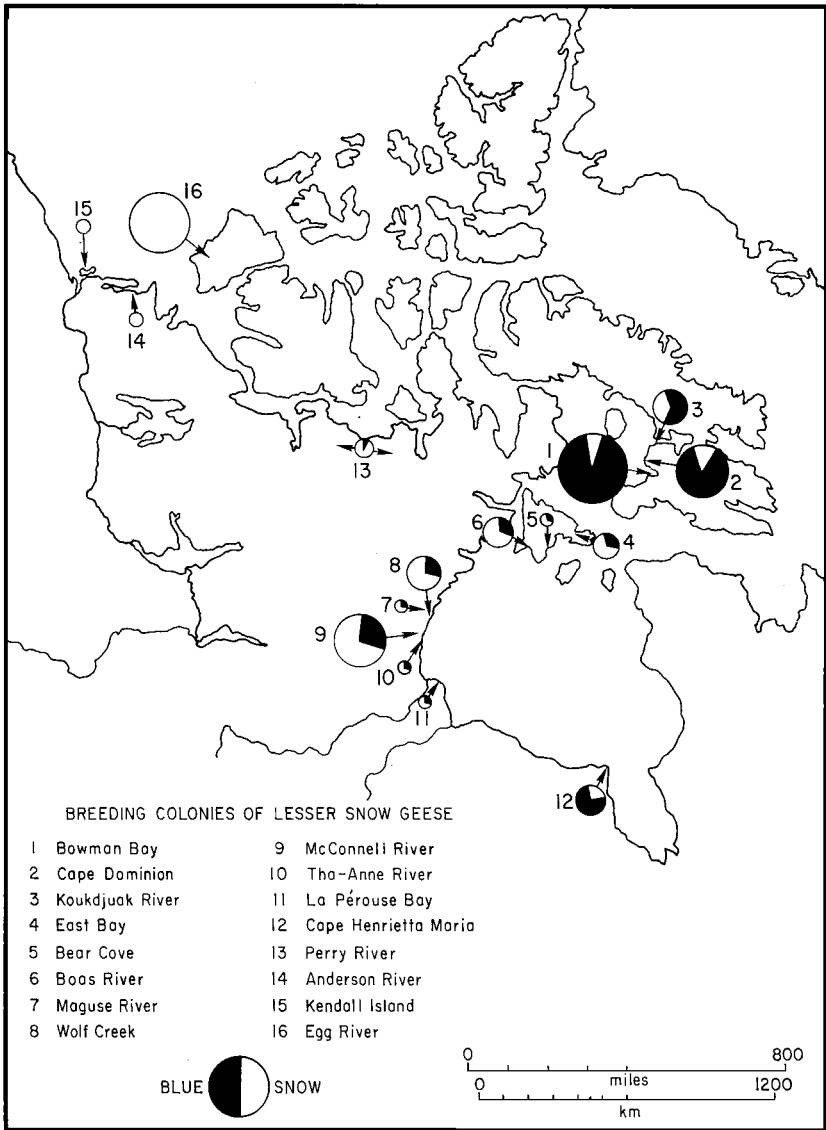 15
16
14
3
1
2
13
5
6
4
8
7
9
10
11
12
BREEDING COLONIES OF LESSER SNOW GEESE
1 Bowman Bay
2 Cape Dominion
3 Koukdjuak River
4 East Bay
5 Bear Cove
6 Boas River
7 Maguse River
8 Wolf Creek
9 McConnell River
10 Tha-Anne River
11 La Pérouse Bay
12 Cape Henrietta Maria
13 Perry River
14 Anderson River
15 Kendall Island
16 Egg River
BLUE SNOW
0 800
miles
0 1200
km